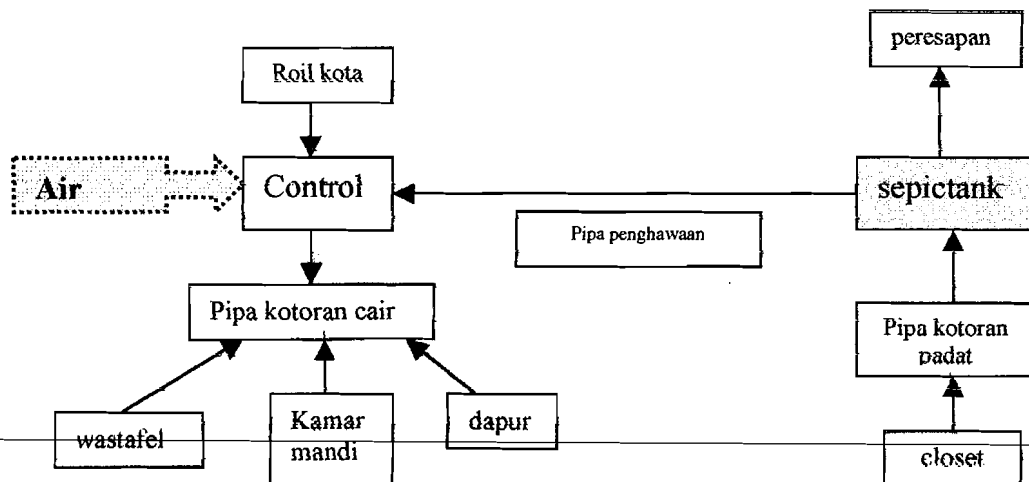 peresapan
Roil kota
Air
Control
sepictank
Pipa penghawaan
Pipa kotoran cair
Pipa kotoran
padat
wastafel
Kamar
mandi
dapur
closet